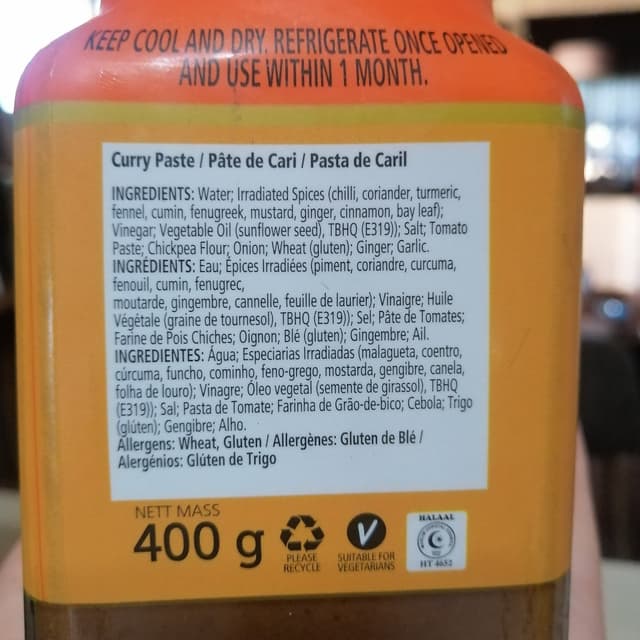 KEEP COOL AND DRY. REFRIGERATE ONCE OPENED
AND USE WITHIN 1 MONTH.
Curry Paste / Pâte de Cari / Pasta de Caril
INGREDIENTS: Water; Irradiated Spices (chilli, coriander, turmeric,
fennel, cumin, fenugreek, mustard, ginger, cinnamon, bay leaf);
Vinegar; Vegetable Oil (sunflower seed), TBHQ (E319)); Salt; Tomato
Paste; Chickpea Flour; Onion; Wheat (gluten); Ginger; Garlic.
INGRÉDIENTS: Eau; Épices Irradiées (piment, coriandre, curcuma,
fenouil, cumin, fenugrec,
moutarde, gingembre, cannelle, feuille de laurier); Vinaigre; Huile
Végétale (graine de tournesol), TBHQ (E319)); Sel; Pâte de Tomates;
Farine de Pois Chiches; Oignon; Blé (gluten); Gingembre; Ail.
INGREDIENTES: Água; Especiarias Irradiadas (malagueta, coentro,
cúrcuma, funcho, cominho, feno-grego, mostarda, gengibre, canela,
folha de louro); Vinagre; Óleo vegetal (semente de girassol), TBHQ
(E319)); Sal; Pasta de Tomate; Farinha de Grão-de-bico; Cebola; Trigo
(glúten); Gengibre; Alho.
Allergens: Wheat, Gluten / Allergènes: Gluten de Blé /
Alergénios: Glúten de Trigo
NETT MASS
400 g
PLEASE
RECYCLE
V
SUITABLE FOR
VEGETARIANS
HALAAL
HT 4652